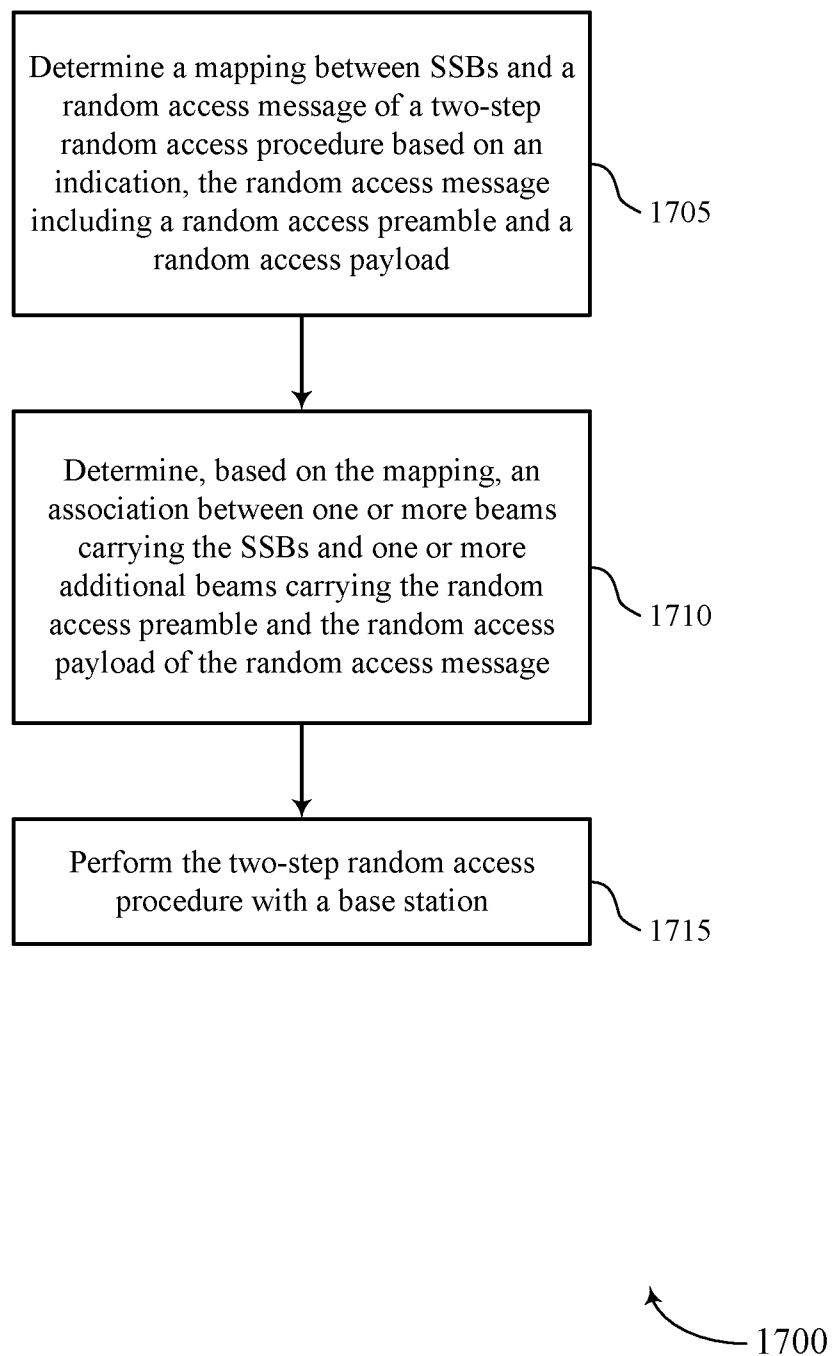 Determine a mapping between SSBs and a
random access message of a two-step
random access procedure based on an
indication, the random access message
including a random access preamble and a
random access payload
1705
Determine, based on the mapping, an
association between one or more beams
carrying the SSBs and one or more
additional beams carrying the random
access preamble and the random access
payload of the random access message
1710
Perform the two-step random access
procedure with a base station
1715
1700